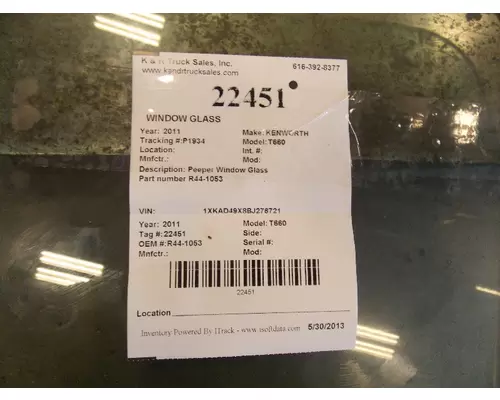 K & R Truck Sales, Inc. 616-392-8377
www.kanditrucksales.com
22451
WINDOW GLASS
Year: 2011 Make: KENWORTH
Tracking #:P1934 Model: T660
Location: Int. #:
Mnfctr.: Mod:
Description: Peeper Window Glass
Part number R44-1053
VIN: 1XKAD49X8BJ278721
Year: 2011 Model: T660
Tag #: 22451 Side:
OEM #: R44-1053 Serial #:
Mnfctr.: Mod:
22451
Location
Inventory Powered By ITrack - www.isoftdata.com 5/30/2013